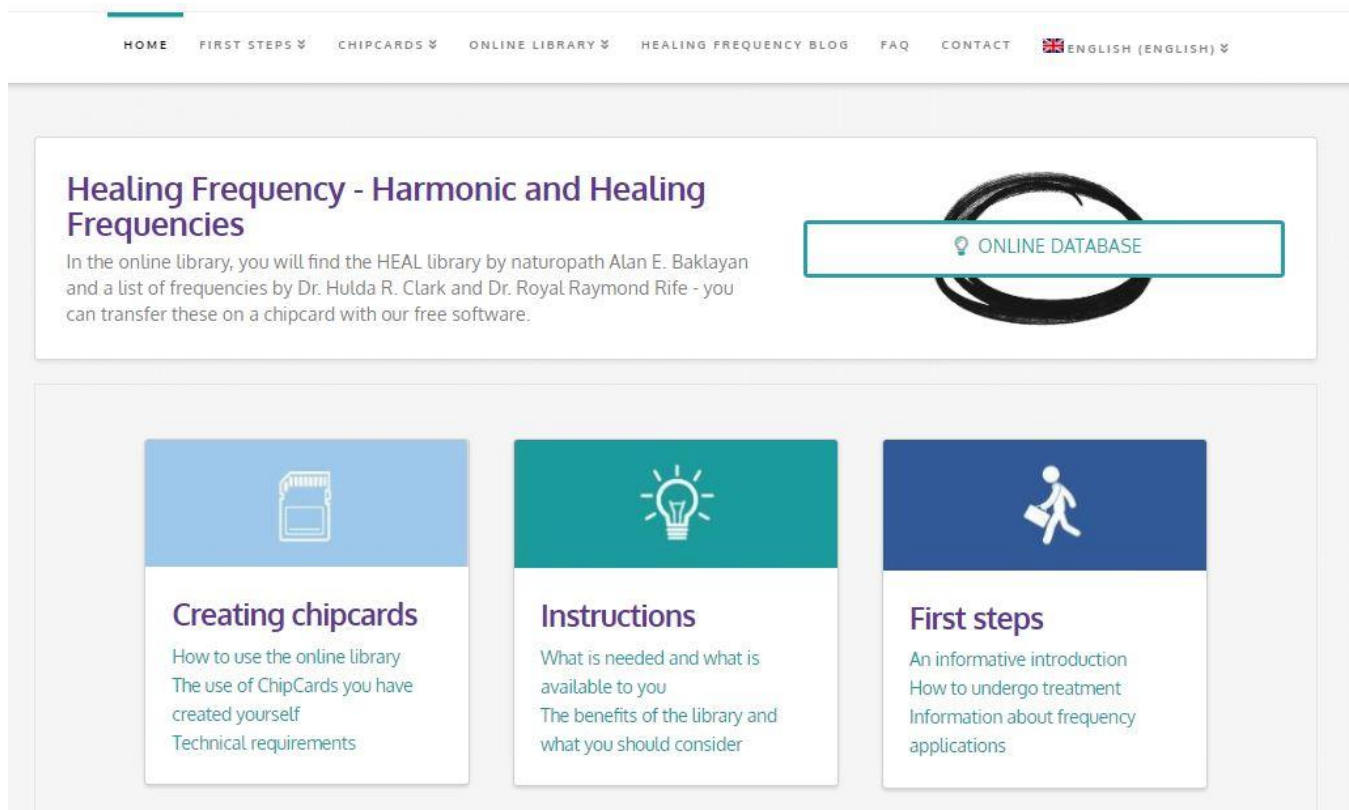 HOME FIRST STEPS CHIPCARDS ONLINE LIBRARY HEALING FREQUENCY BLOG FAQ CONTACT ENGLISH (ENGLISH)
Healing Frequency - Harmonic and Healing
Frequencies
In the online library, you will find the HEAL library by naturopath Alan E. Baklayan
and a list of frequencies by Dr. Hulda R. Clark and Dr. Royal Raymond Rife - you
can transfer these on a chipcard with our free software.
ONLINE DATABASE
Creating chipcards
How to use the online library
The use of ChipCards you have
created yourself
Technical requirements
Instructions
What is needed and what is
available to you
The benefits of the library and
what you should consider
First steps
An informative introduction
How to undergo treatment
Information about frequency
applications